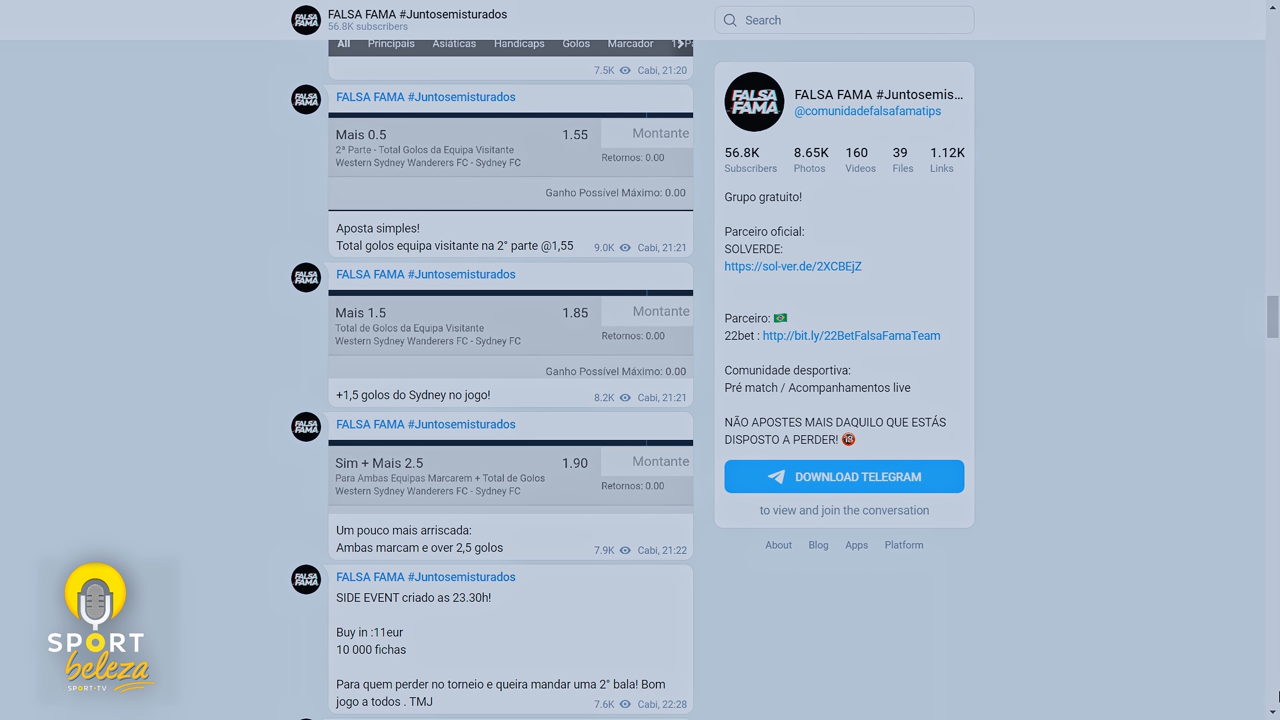 FALSA FAMA
FALSA FAMA #Juntosemisturados
56.8K subscribers
Search
All Principais Asiáticas Handicaps Golos Marcador
7.5K Cabi, 21:20
FALSA FAMA
FALSA FAMA #Juntosemisturados
Mais 0.5 1.55 Montante
2ª Parte - Total Golos da Equipa Visitante Retornos: 0.00
Western Sydney Wanderers FC - Sydney FC
Ganho Possível Máximo: 0.00
Aposta simples!
Total golos equipa visitante na 2° parte @1,55 9.0K Cabi, 21:21
FALSA FAMA
FALSA FAMA #Juntosemisturados
Mais 1.5 1.85 Montante
Total de Golos da Equipa Visitante Retornos: 0.00
Western Sydney Wanderers FC - Sydney FC
Ganho Possível Máximo: 0.00
+1,5 golos do Sydney no jogo! 8.2K Cabi, 21:21
FALSA FAMA
FALSA FAMA #Juntosemisturados
Sim + Mais 2.5 1.90 Montante
Para Ambas Equipas Marcarem + Total de Golos Retornos: 0.00
Western Sydney Wanderers FC - Sydney FC
Um pouco mais arriscada:
Ambas marcam e over 2,5 golos 7.9K Cabi, 21:22
FALSA FAMA
FALSA FAMA #Juntosemisturados
SIDE EVENT criado as 23.30h!
Buy in :11eur
10 000 fichas
Para quem perder no torneio e queira mandar uma 2° bala! Bom
jogo a todos . TMJ 7.6K Cabi, 22:28
FALSA FAMA
FALSA FAMA #Juntosemis...
@comunidadefalsafamatips
56.8K 8.65K 160 39 1.12K
Subscribers Photos Videos Files Links
Grupo gratuito!
Parceiro oficial:
SOLVERDE:
https://sol-ver.de/2XCBEjZ
Parceiro:
22bet : http://bit.ly/22BetFalsaFamaTeam
Comunidade desportiva:
Pré match / Acompanhamentos live
NÃO APOSTES MAIS DAQUILO QUE ESTÁS
DISPOSTO A PERDER!
DOWNLOAD TELEGRAM
to view and join the conversation
About Blog Apps Platform
SPORT
beleza
SPORT·TV